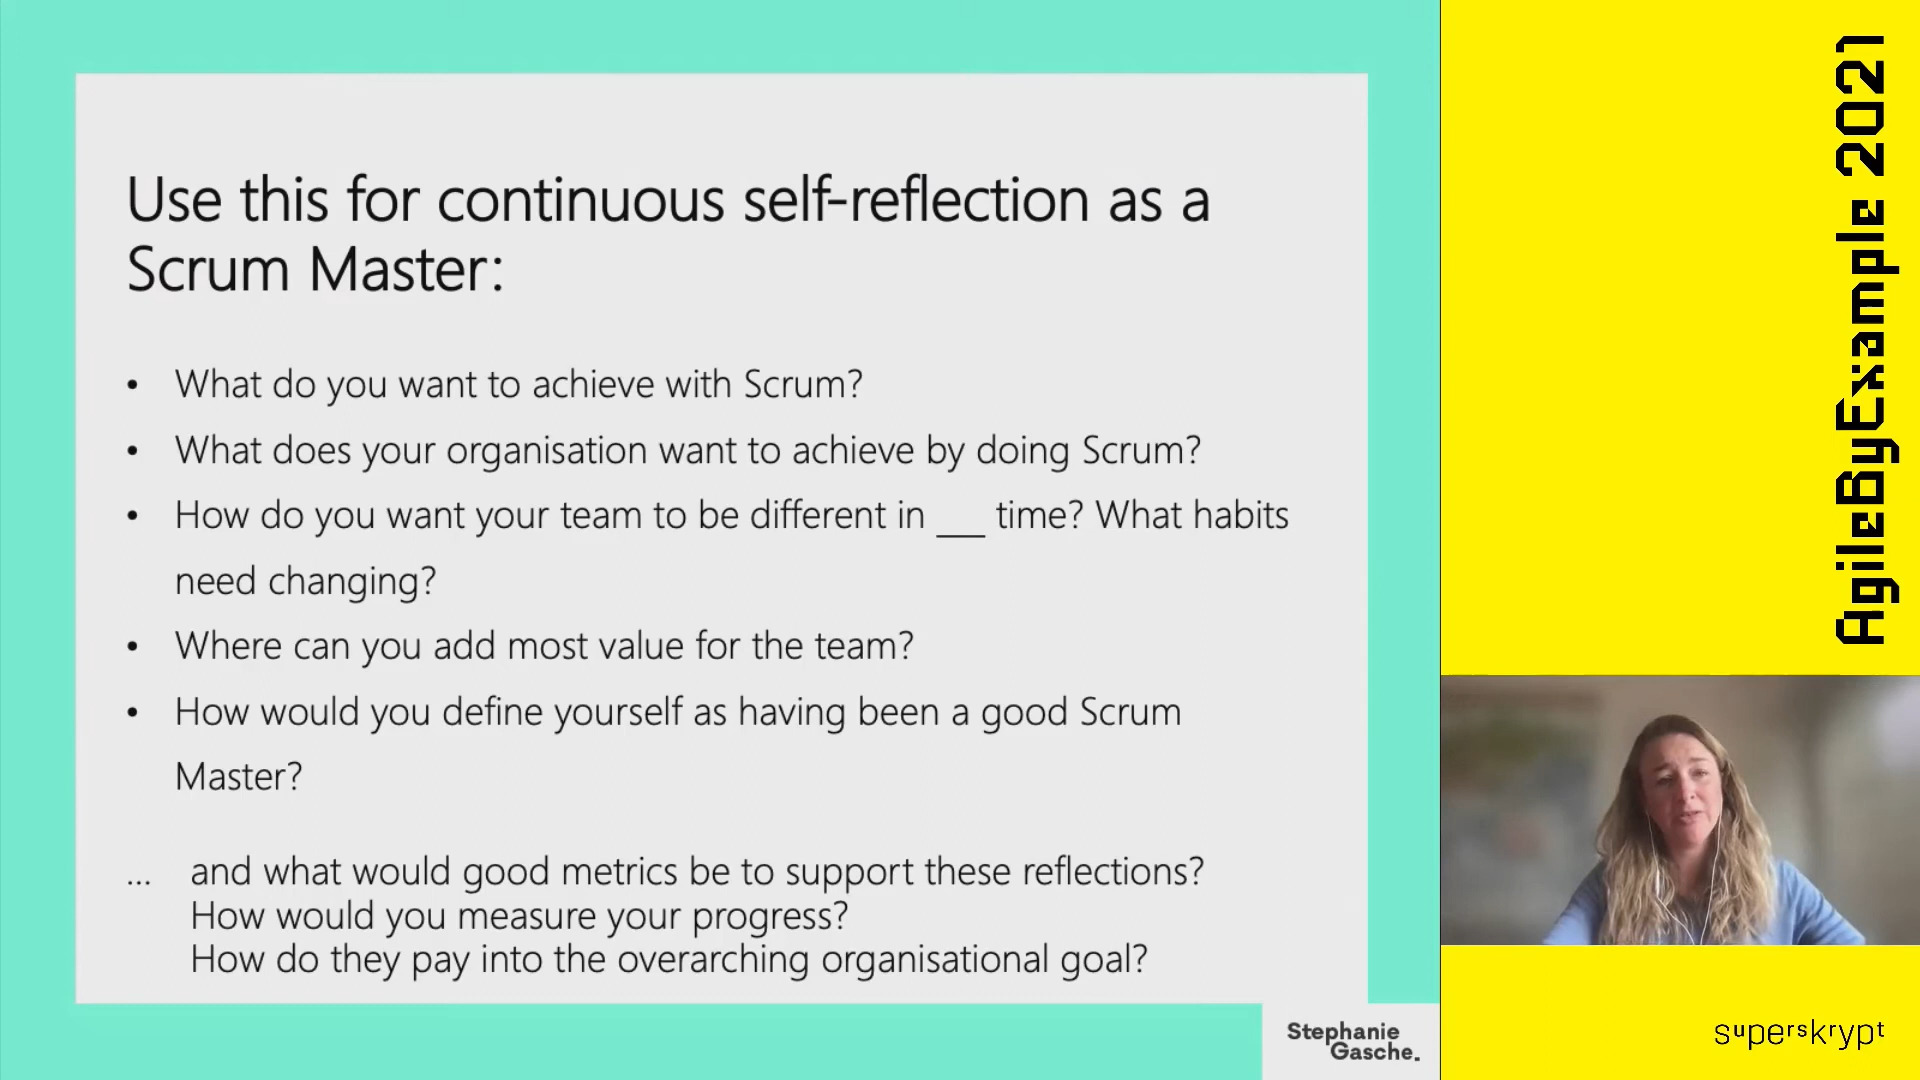 Use this for continuous self-reflection as a
Scrum Master:
• What do you want to achieve with Scrum?
• What does your organisation want to achieve by doing Scrum?
• How do you want your team to be different in ___ time? What habits
need changing?
• Where can you add most value for the team?
• How would you define yourself as having been a good Scrum
Master?
... and what would good metrics be to support these reflections?
How would you measure your progress?
How do they pay into the overarching organisational goal?
Stephanie
Gasche.
AgileByExample 2021
superskrypt